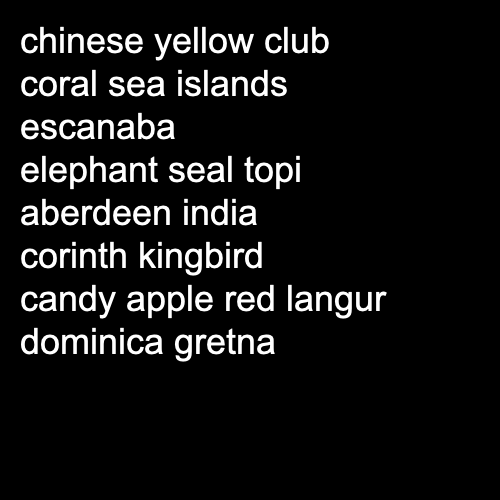 chinese yellow club
coral sea islands
escanaba
elephant seal topi
aberdeen india
corinth kingbird
candy apple red langur
dominica gretna